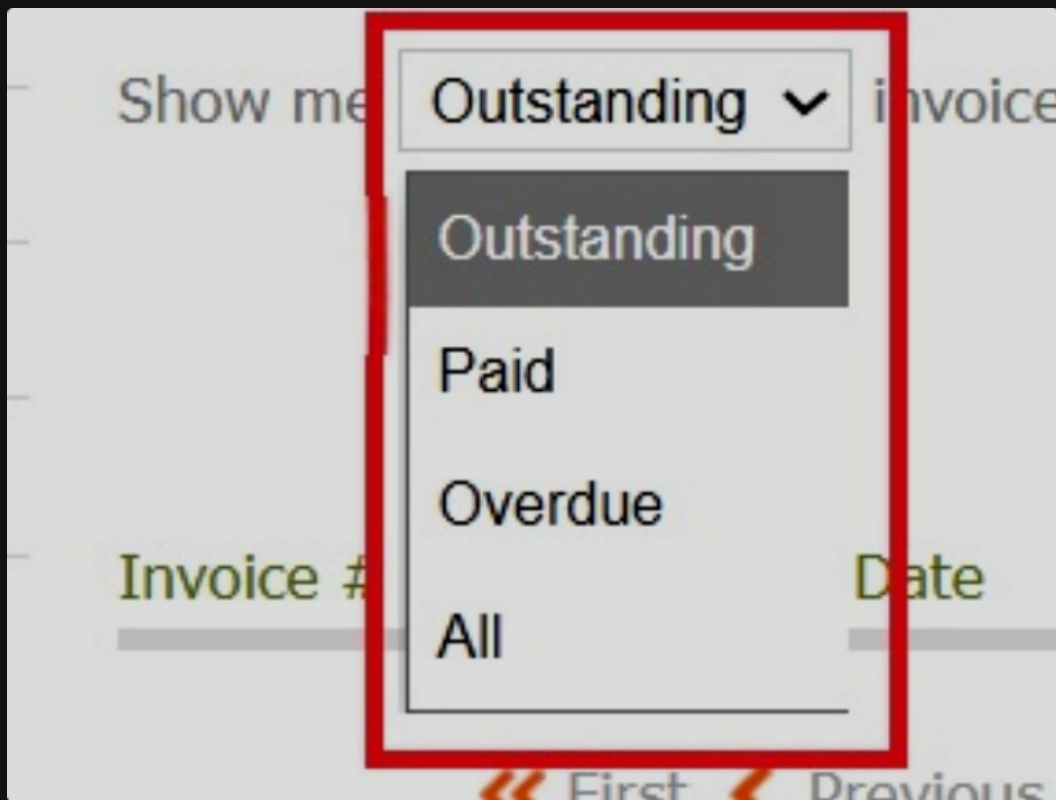 Show me Outstanding invoice
Outstanding
Paid
Overdue
All
Invoice # Date
First Previous